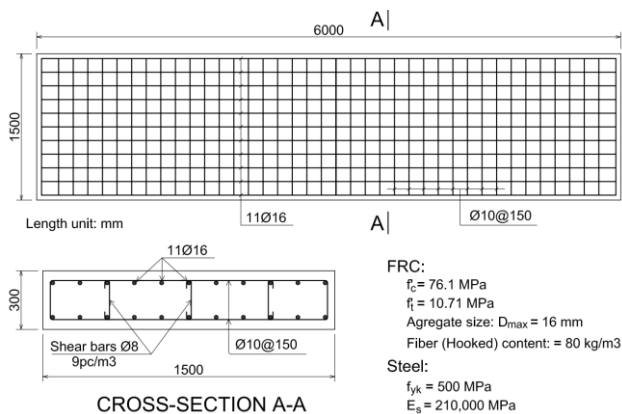 A
6000
1500
Length unit: mm
11Ø16
A
Ø10@150
11Ø16
300
Shear bars Ø8
9pc/m3
Ø10@150
1500
CROSS-SECTION A-A
FRC:
f'c= 76.1 MPa
f't= 10.71 MPa
Agregate size: Dmax = 16 mm
Fiber (Hooked) content: = 80 kg/m3
Steel:
fyk = 500 MPa
Es = 210,000 MPa